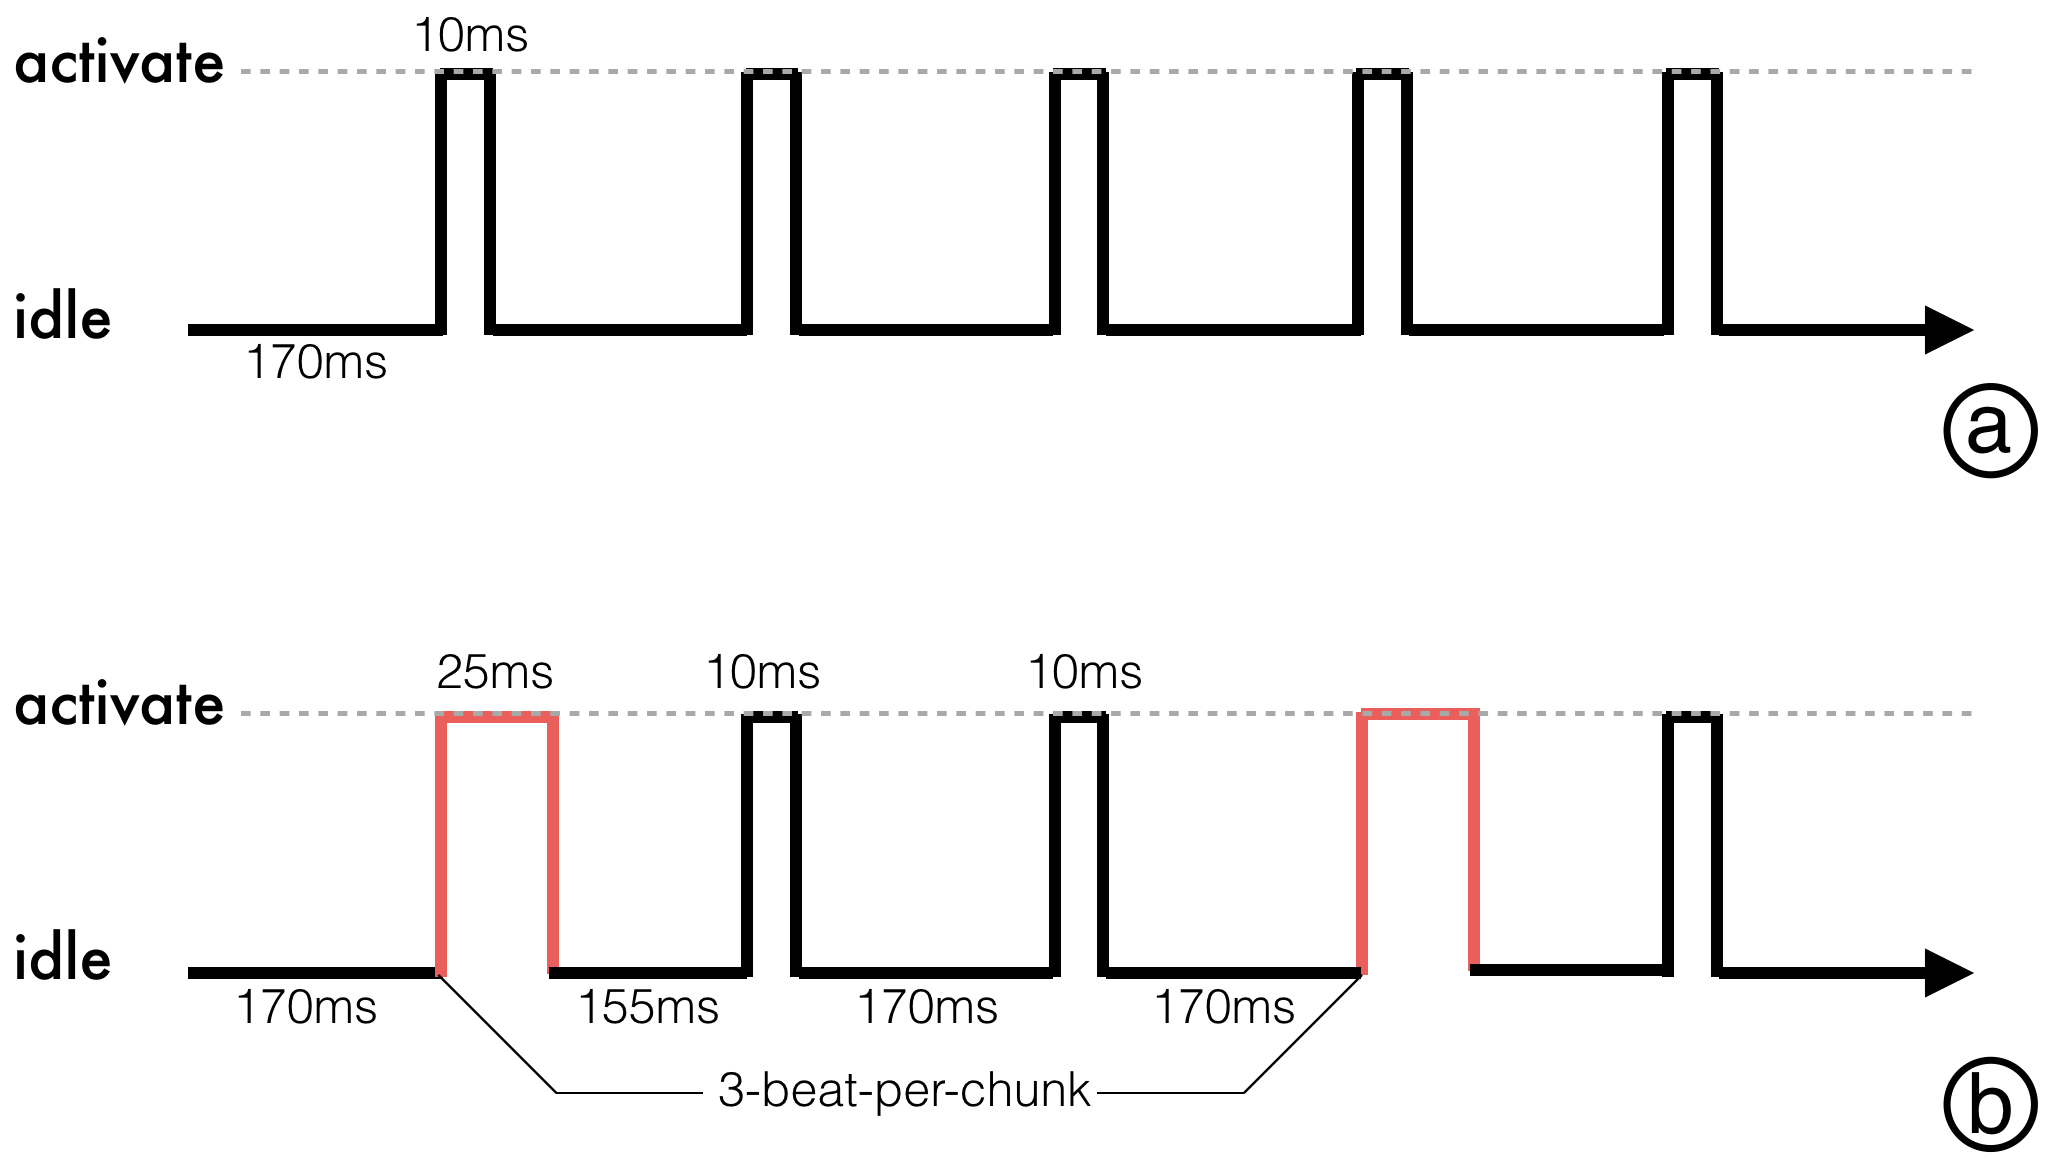 10ms
activate
idle
170ms
a
25ms 10ms 10ms
activate
idle
170ms 155ms 170ms 170ms
3-beat-per-chunk
b